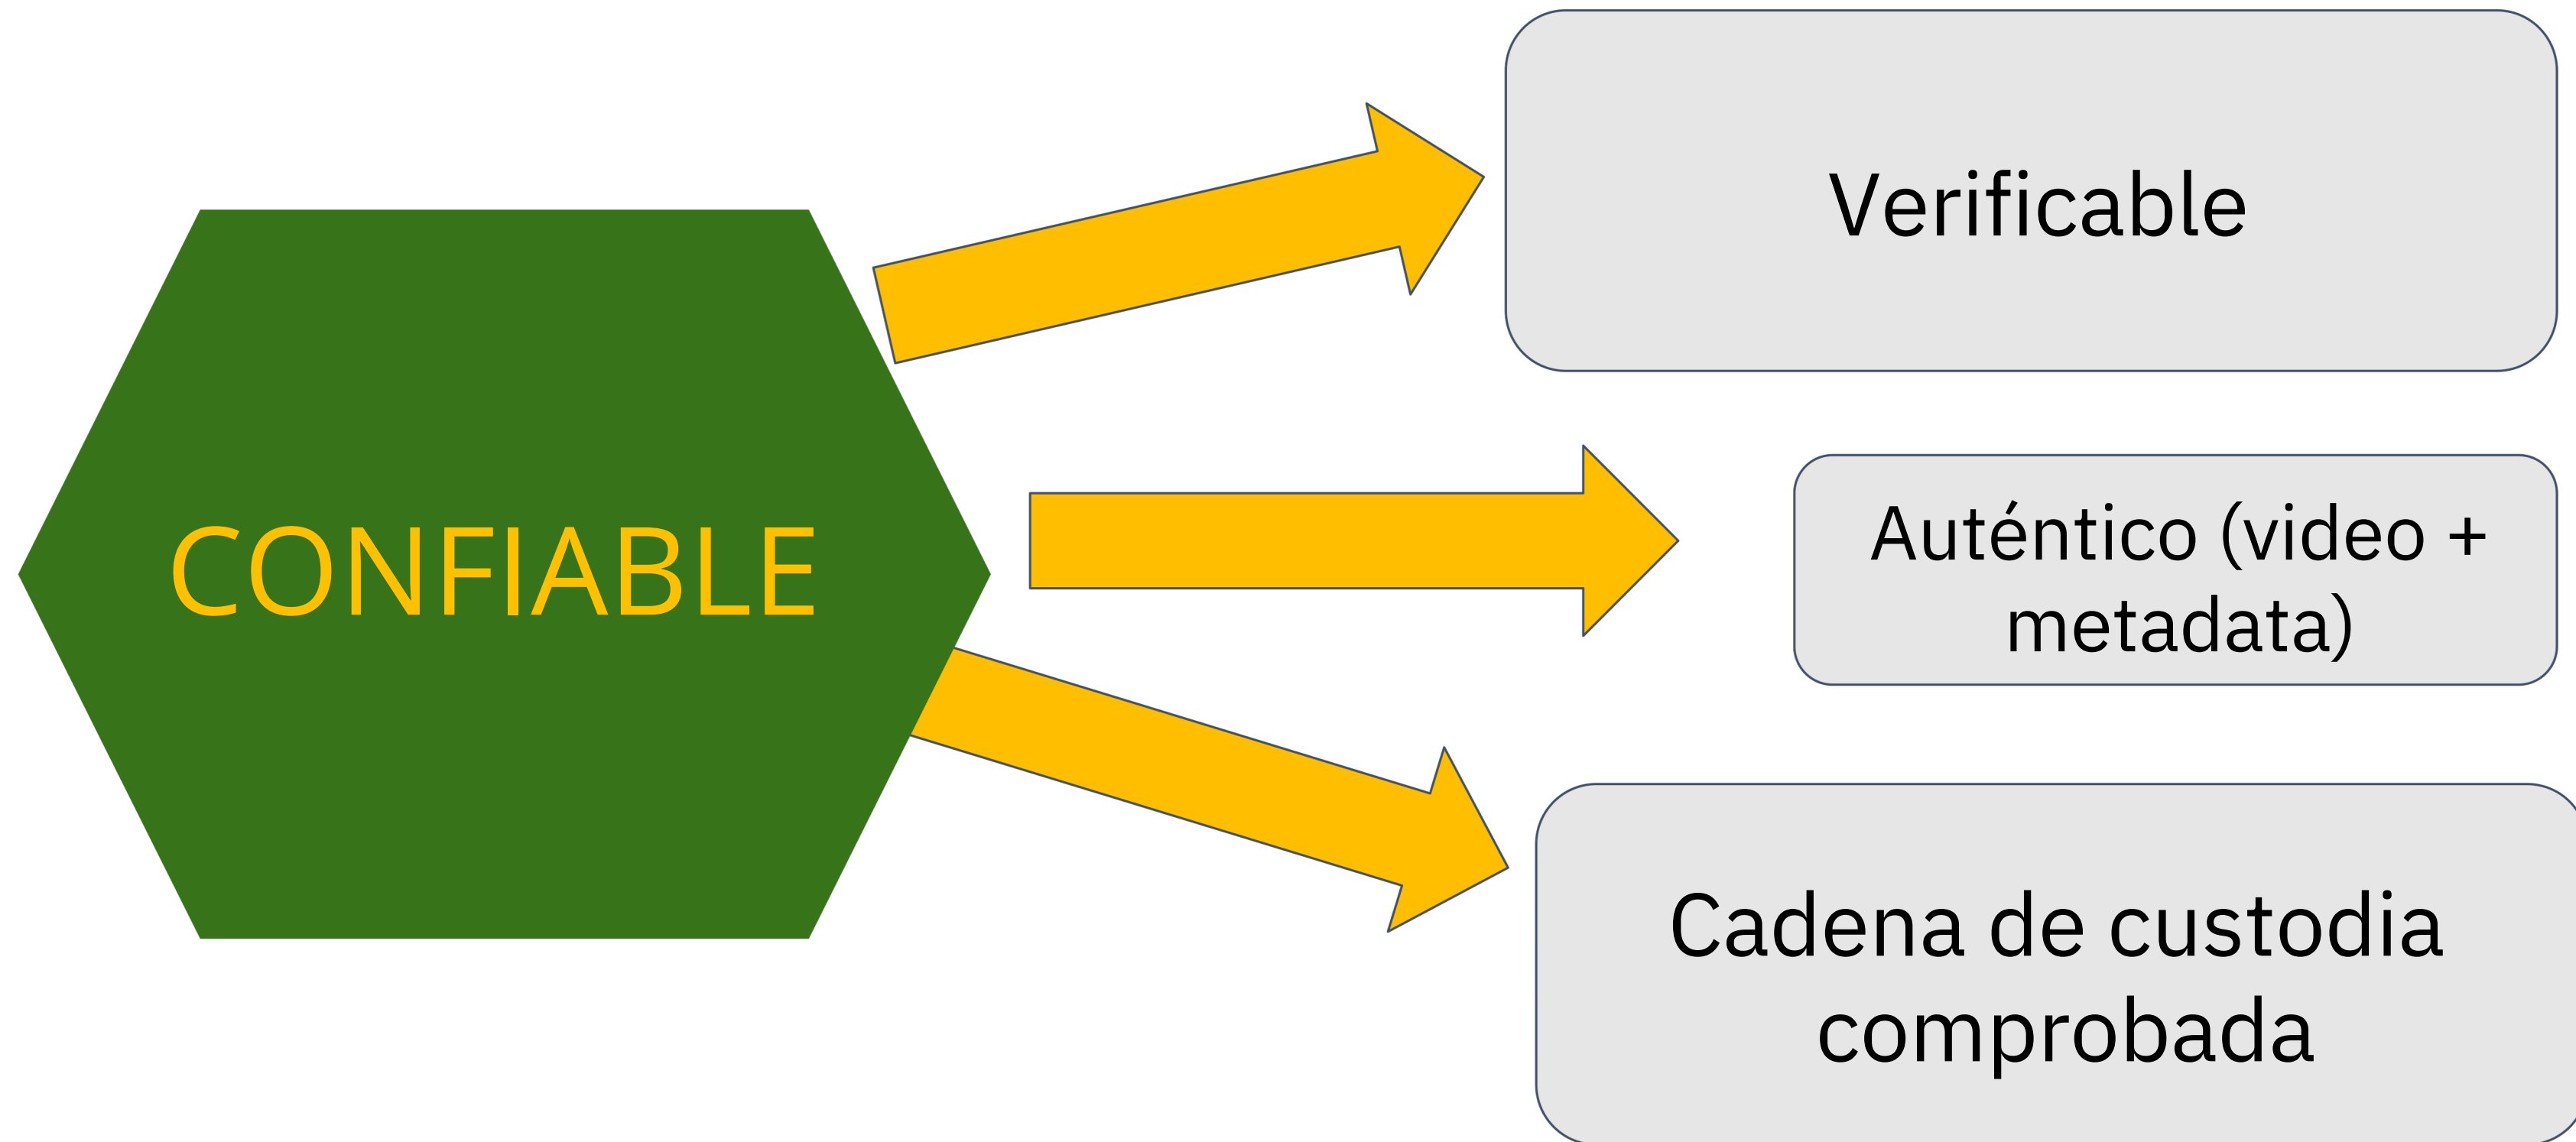 Verificable
CONFIABLE
Auténtico (video +
metadata)
Cadena de custodia
comprobada